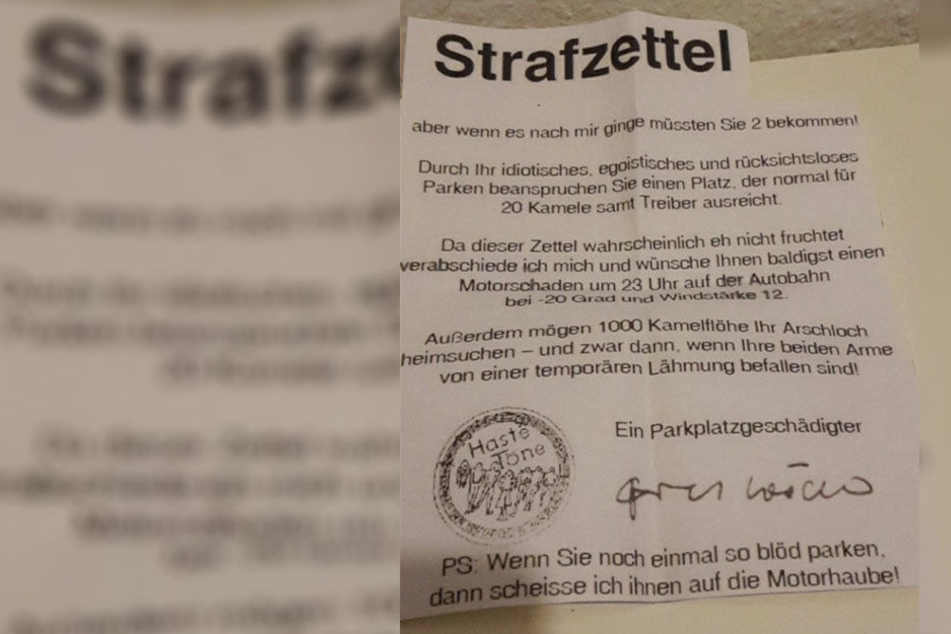 Strafzettel
aber wenn es nach mir ginge müssten Sie 2 bekommen!
Durch Ihr idiotisches, egoistisches und rücksichtsloses
Parken beanspruchen Sie einen Platz, der normal für
20 Kamele samt Treiber ausreicht.
Da dieser Zettel wahrscheinlich eh nicht fruchtet
verabschiede ich mich und wünsche Ihnen baldigst einen
Motorschaden um 23 Uhr auf der Autobahn
bei -20 Grad und Windstärke 12.
Außerdem mögen 1000 Kamelflöhe Ihr Arschloch
heimsuchen – und zwar dann, wenn Ihre beiden Arme
von einer temporären Lähmung befallen sind!
Haste
Töne
Ein Parkplatzgeschädigter
PS: Wenn Sie noch einmal so blöd parken,
dann scheisse ich ihnen auf die Motorhaube!